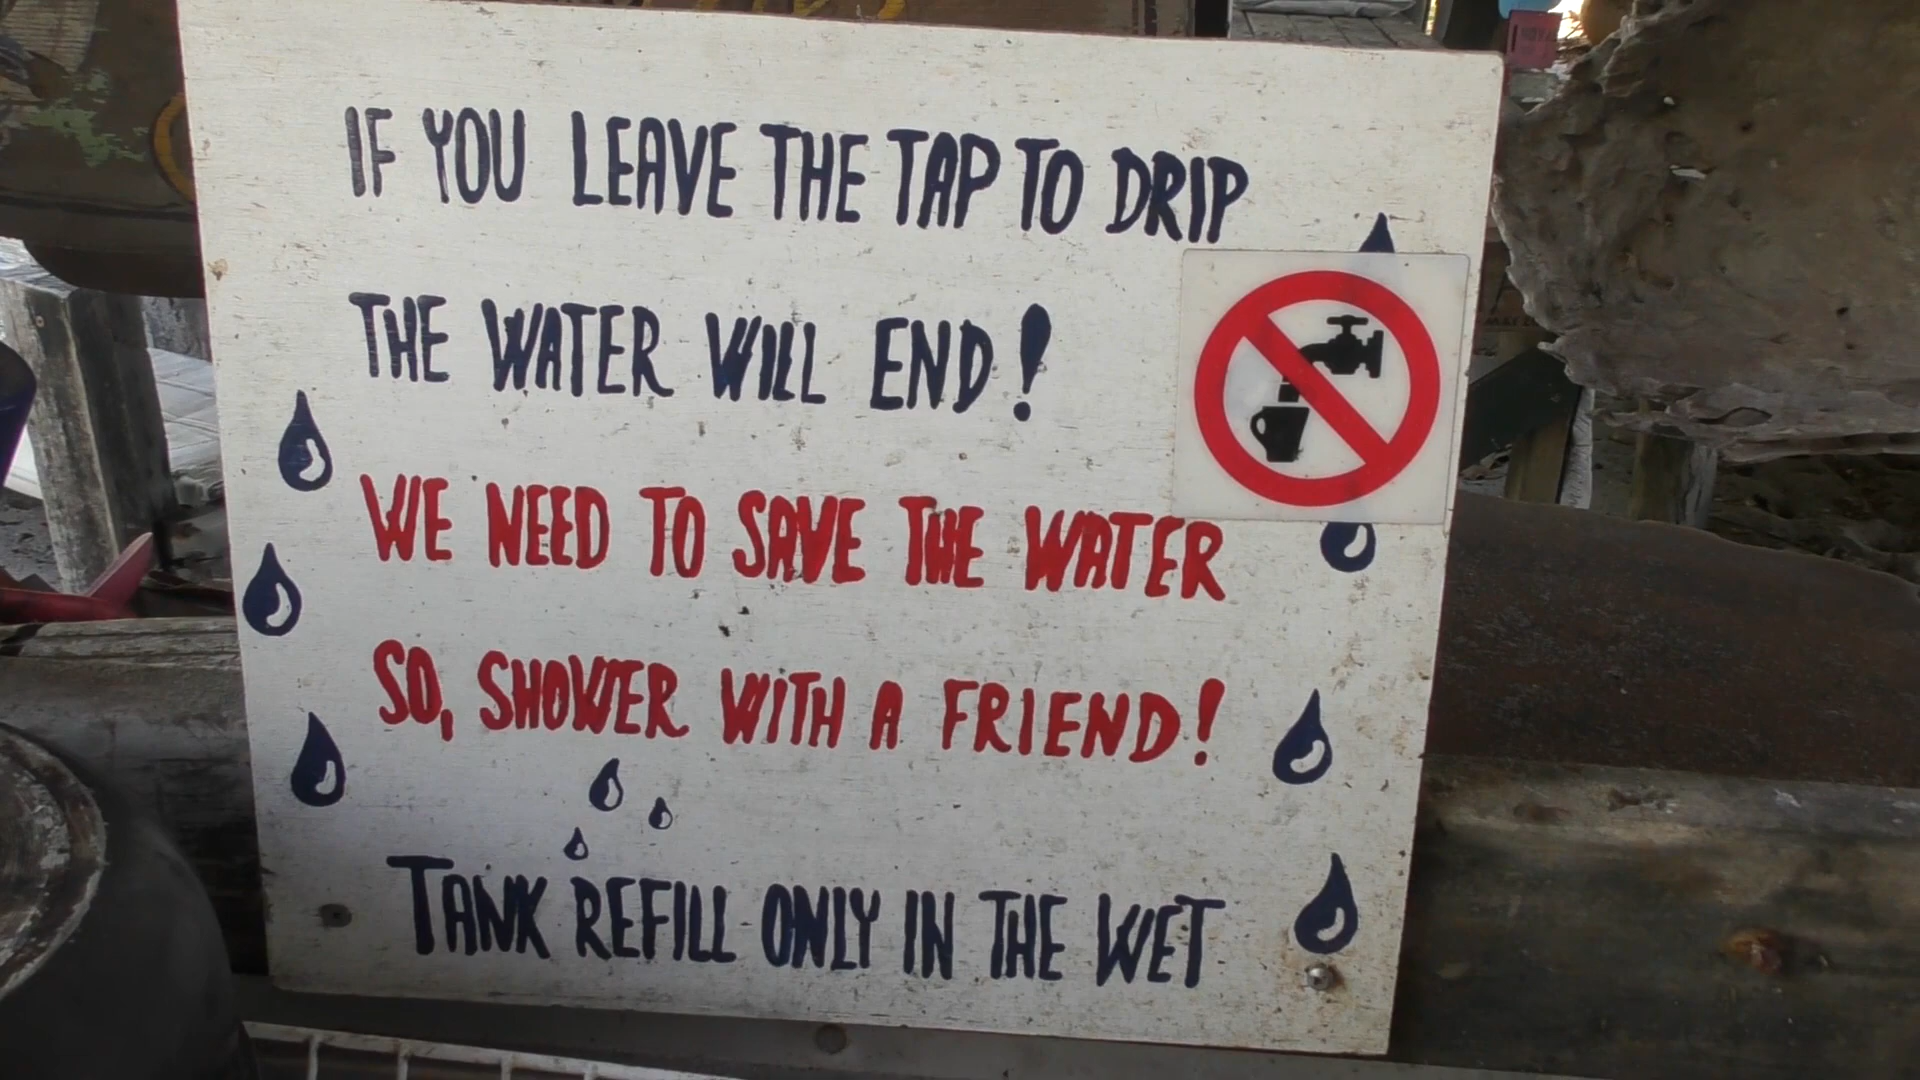 IF YOU LEAVE THE TAP TO DRIP
THE WATER WILL END!
WE NEED TO SAVE THE WATER
SO, SHOWER WITH A FRIEND!
TANK REFILL ONLY IN THE WET